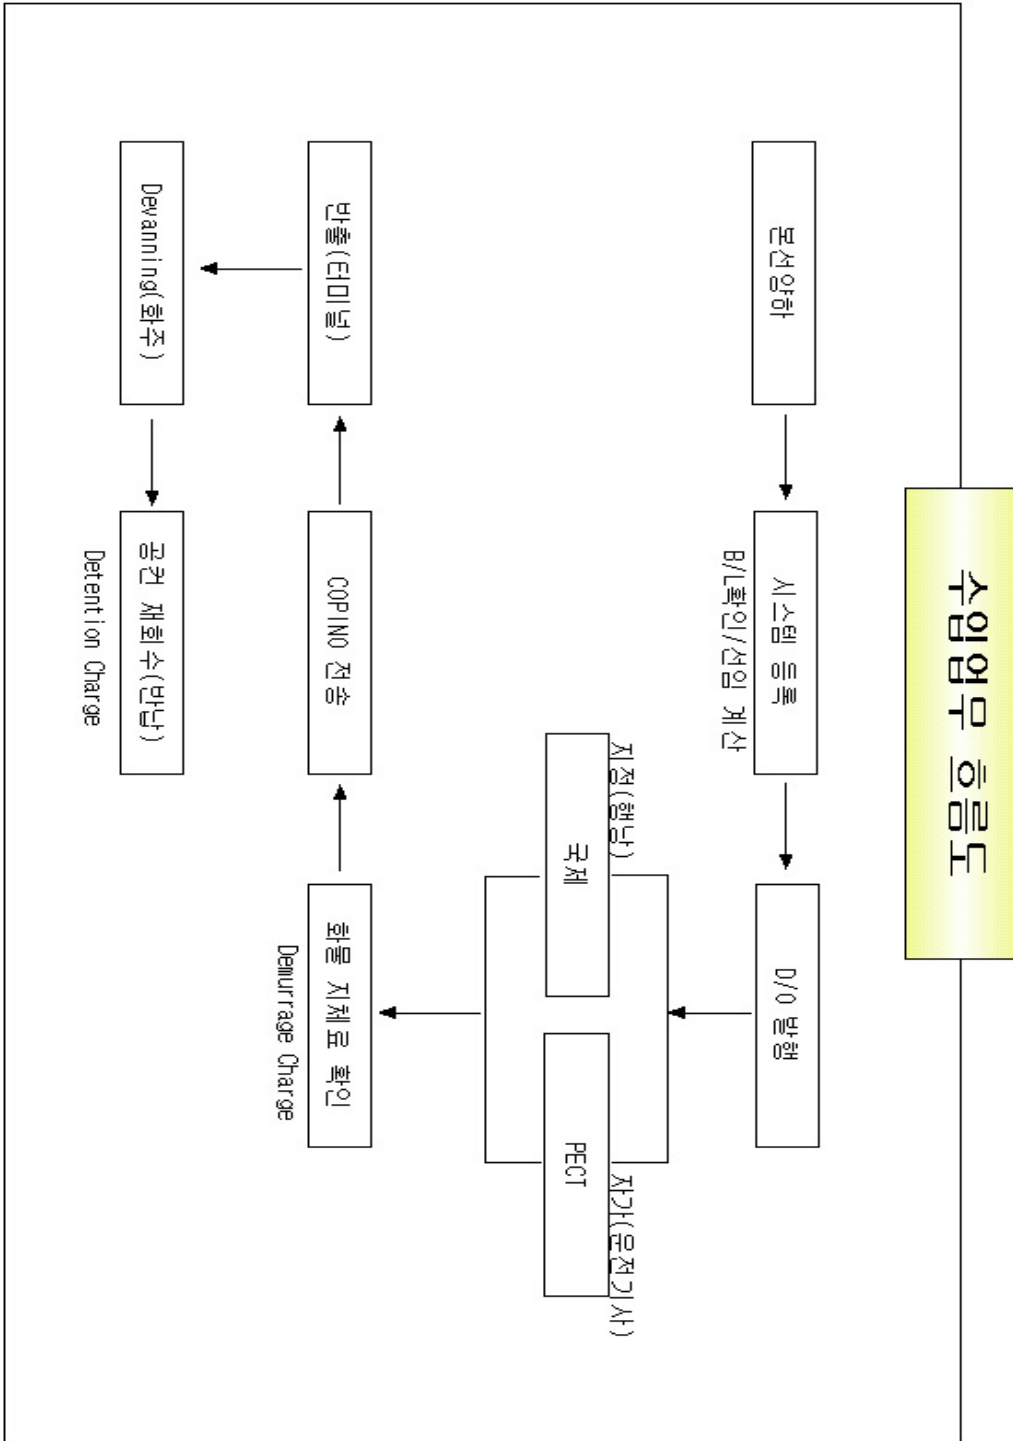 수입업무 흐름도
본선양하
시스템 등록
B/L확인/선임 계산
D/O 발행
지정(행낭)
국제
자가(운전기사)
PECT
반출(터미널)
COPINO 전송
화물 지체료 확인
Demurrage Charge
Devanning(화주)
공컨 재회수(반납)
Detention Charge